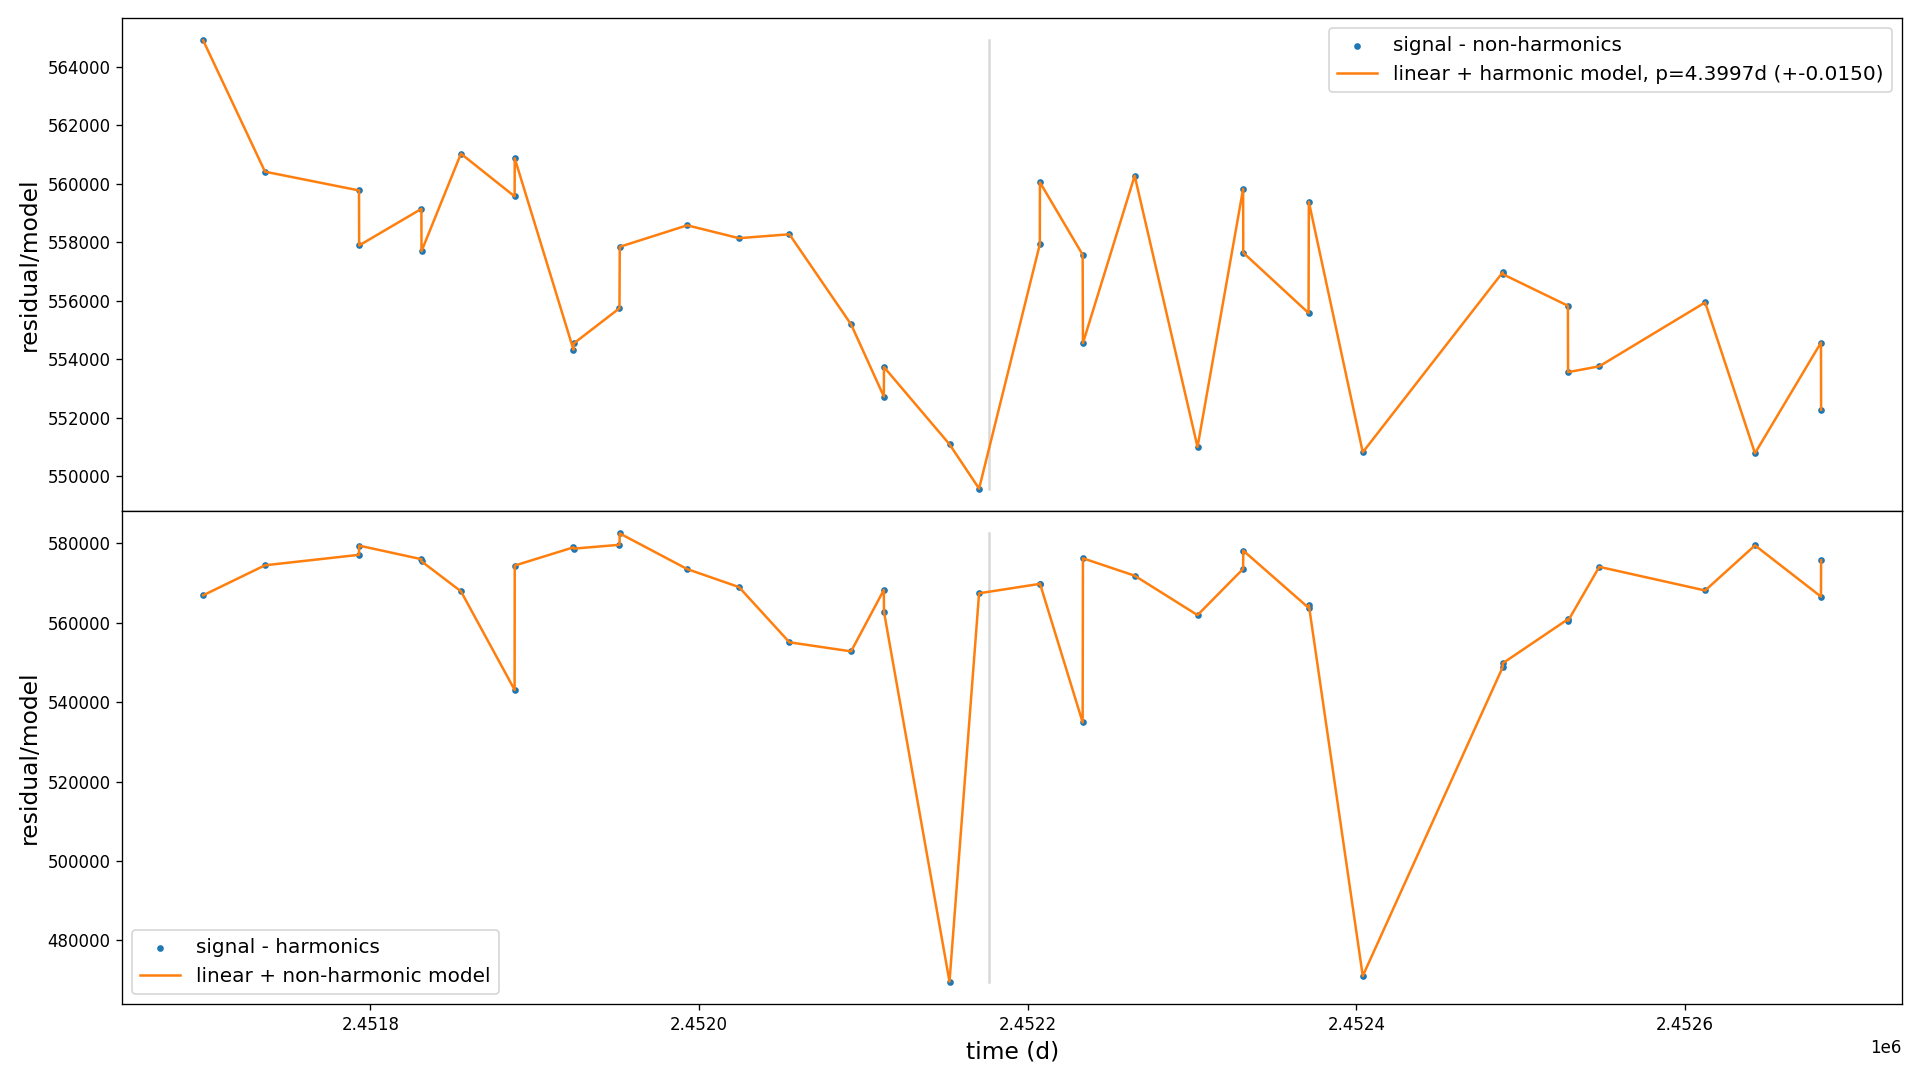 signal - non-harmonics
linear + harmonic model, p=4.3997d (+-0.0150)
564000
562000
560000
558000
556000
554000
552000
550000
residual/model
580000
560000
540000
520000
500000
480000
residual/model
signal - harmonics
linear + non-harmonic model
2.4518 2.4520 2.4522 2.4524 2.4526
1e6
time (d)